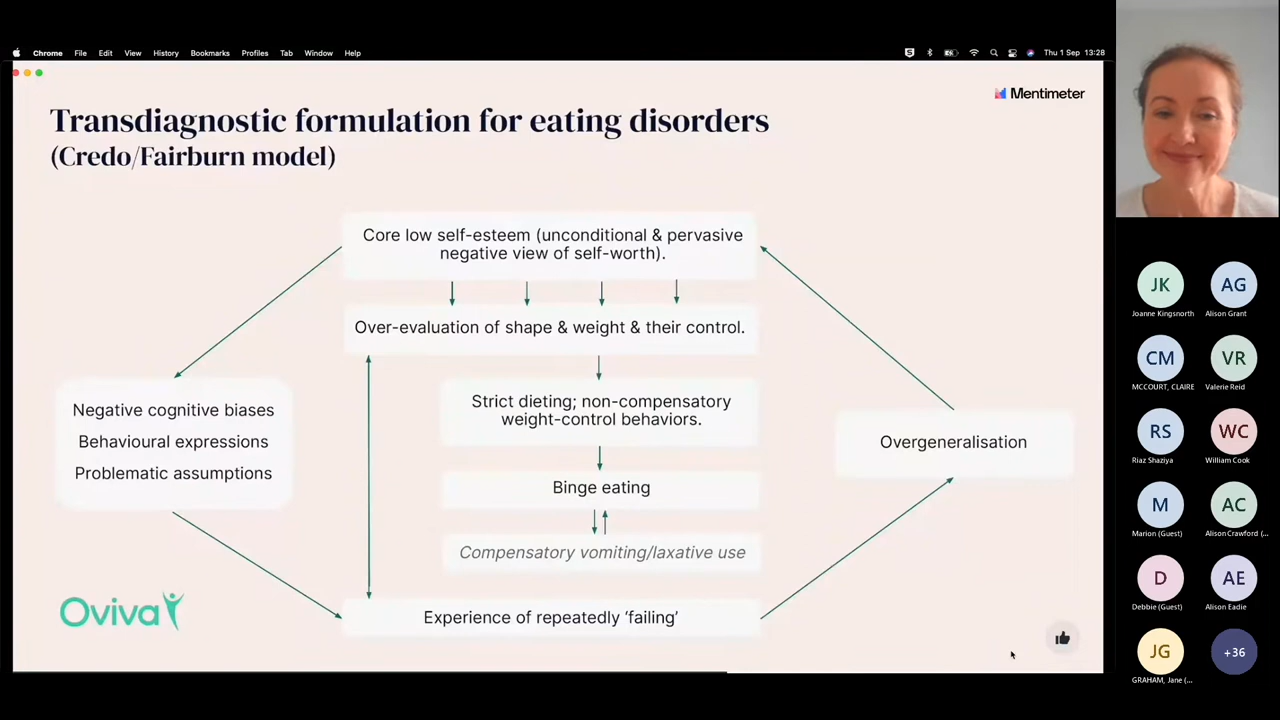 Chrome File Edit View History Bookmarks Profiles Tab Window Help
Thu 1 Sep 13:28
Mentimeter
Transdiagnostic formulation for eating disorders
(Credo/Fairburn model)
Core low self-esteem (unconditional & pervasive
negative view of self-worth).
Over-evaluation of shape & weight & their control.
Strict dieting; non-compensatory
weight-control behaviors.
Negative cognitive biases
Behavioural expressions
Problematic assumptions
Overgeneralisation
Binge eating
Compensatory vomiting/laxative use
Experience of repeatedly ‘failing’
Oviva
JK AG
Joanne Kingsnorth Alison Grant
CM VR
MCCOURT, CLAIRE Valerie Reid
RS WC
Riaz Shaziya William Cook
M AC
Marion (Guest) Alison Crawford (...
D AE
Debbie (Guest) Alison Eadie
JG +36
GRAHAM, Jane (...